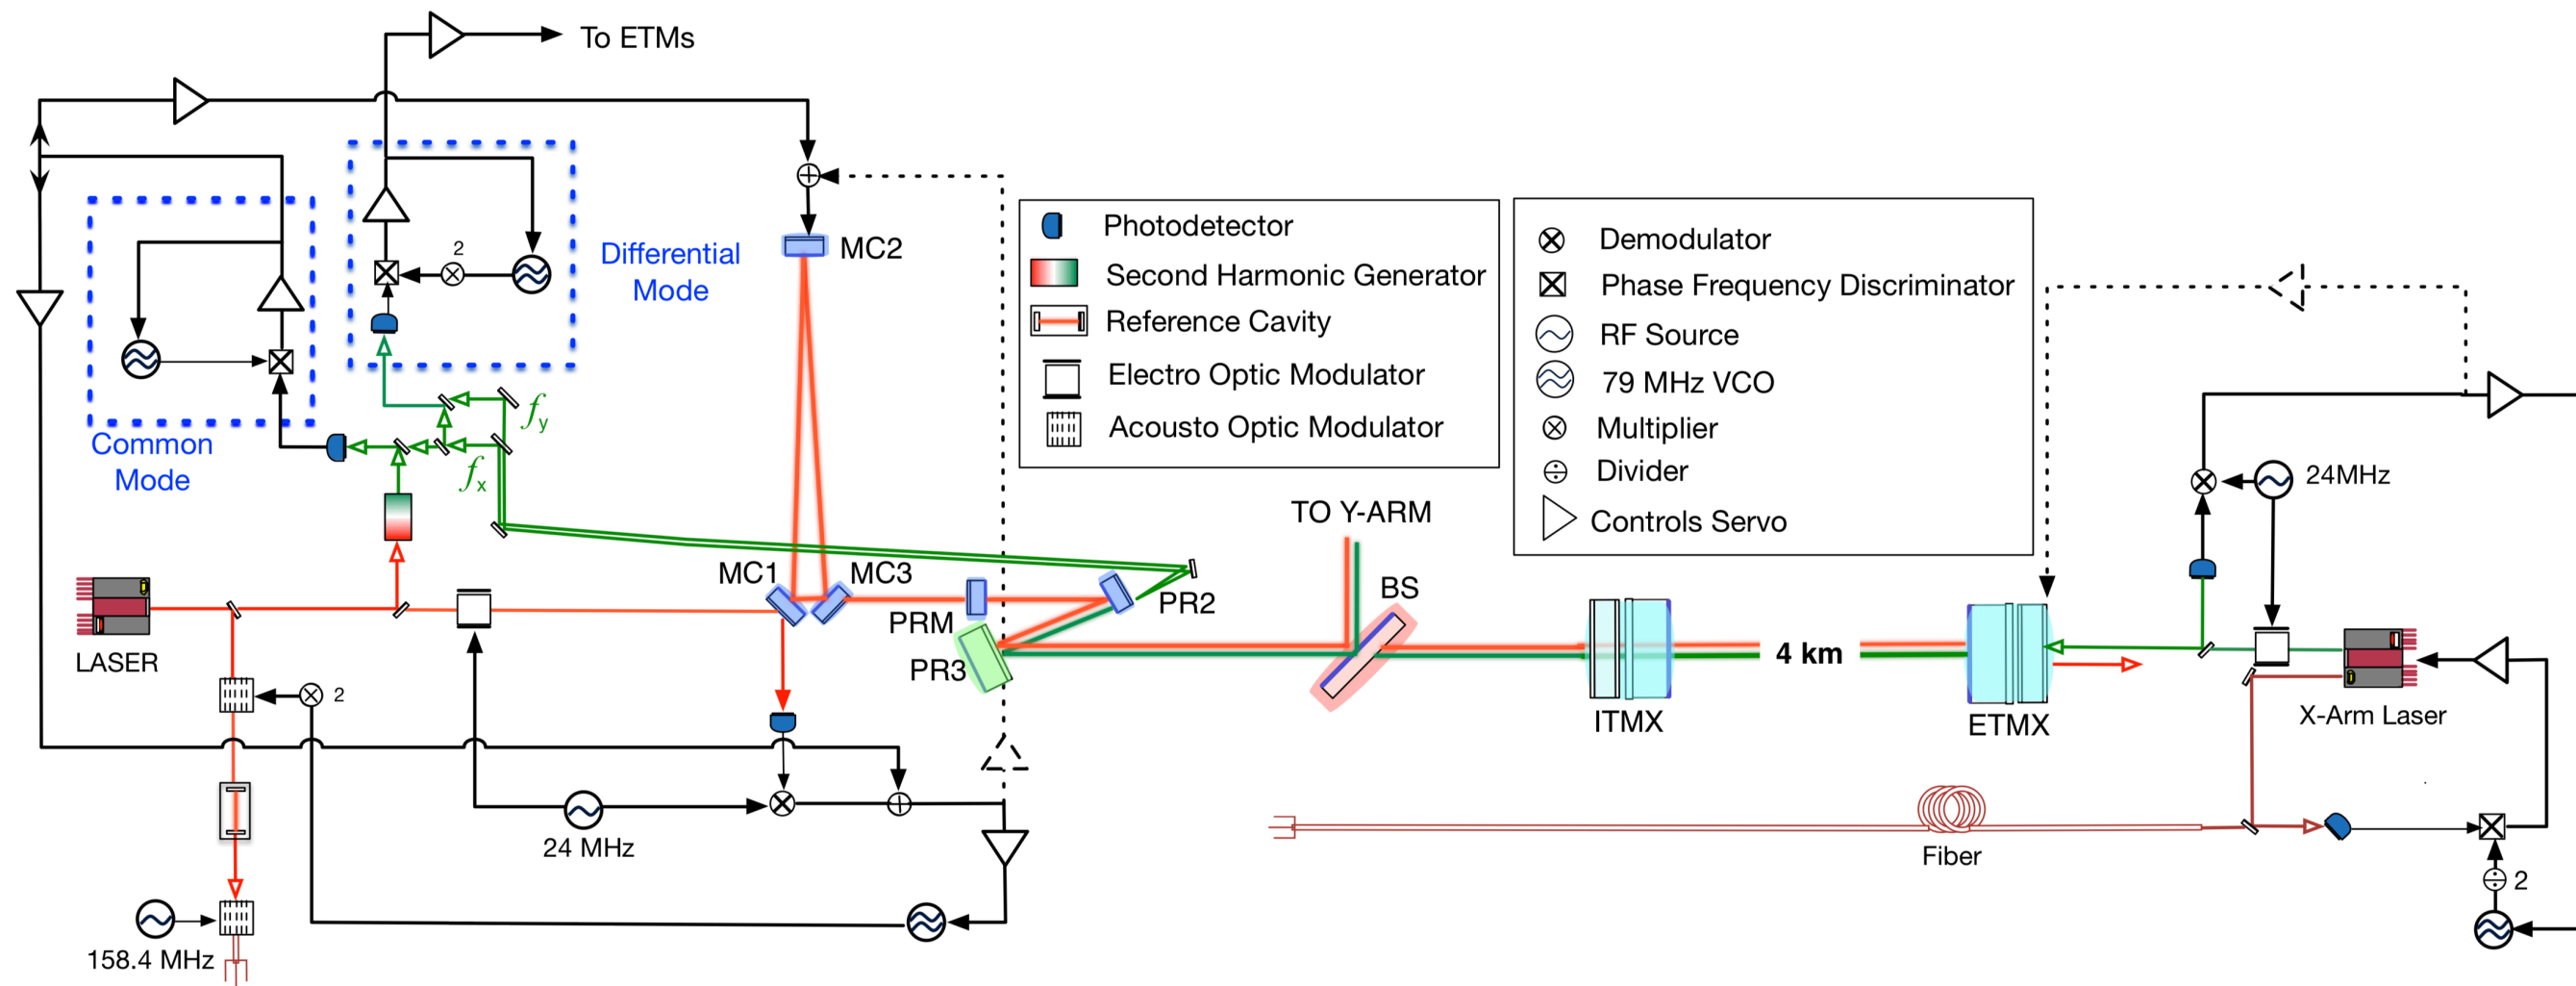 To ETMs
Differential
Mode
2
Common
Mode
MC2
f_y
f_x
Photodetector
Second Harmonic Generator
Reference Cavity
Electro Optic Modulator
Acousto Optic Modulator
Demodulator
Phase Frequency Discriminator
RF Source
79 MHz VCO
Multiplier
Divider
Controls Servo
24MHz
TO Y-ARM
MC1
MC3
PRM
PR2
PR3
BS
LASER
2
4 km
ITMX
ETMX
X-Arm Laser
24 MHz
Fiber
2
158.4 MHz